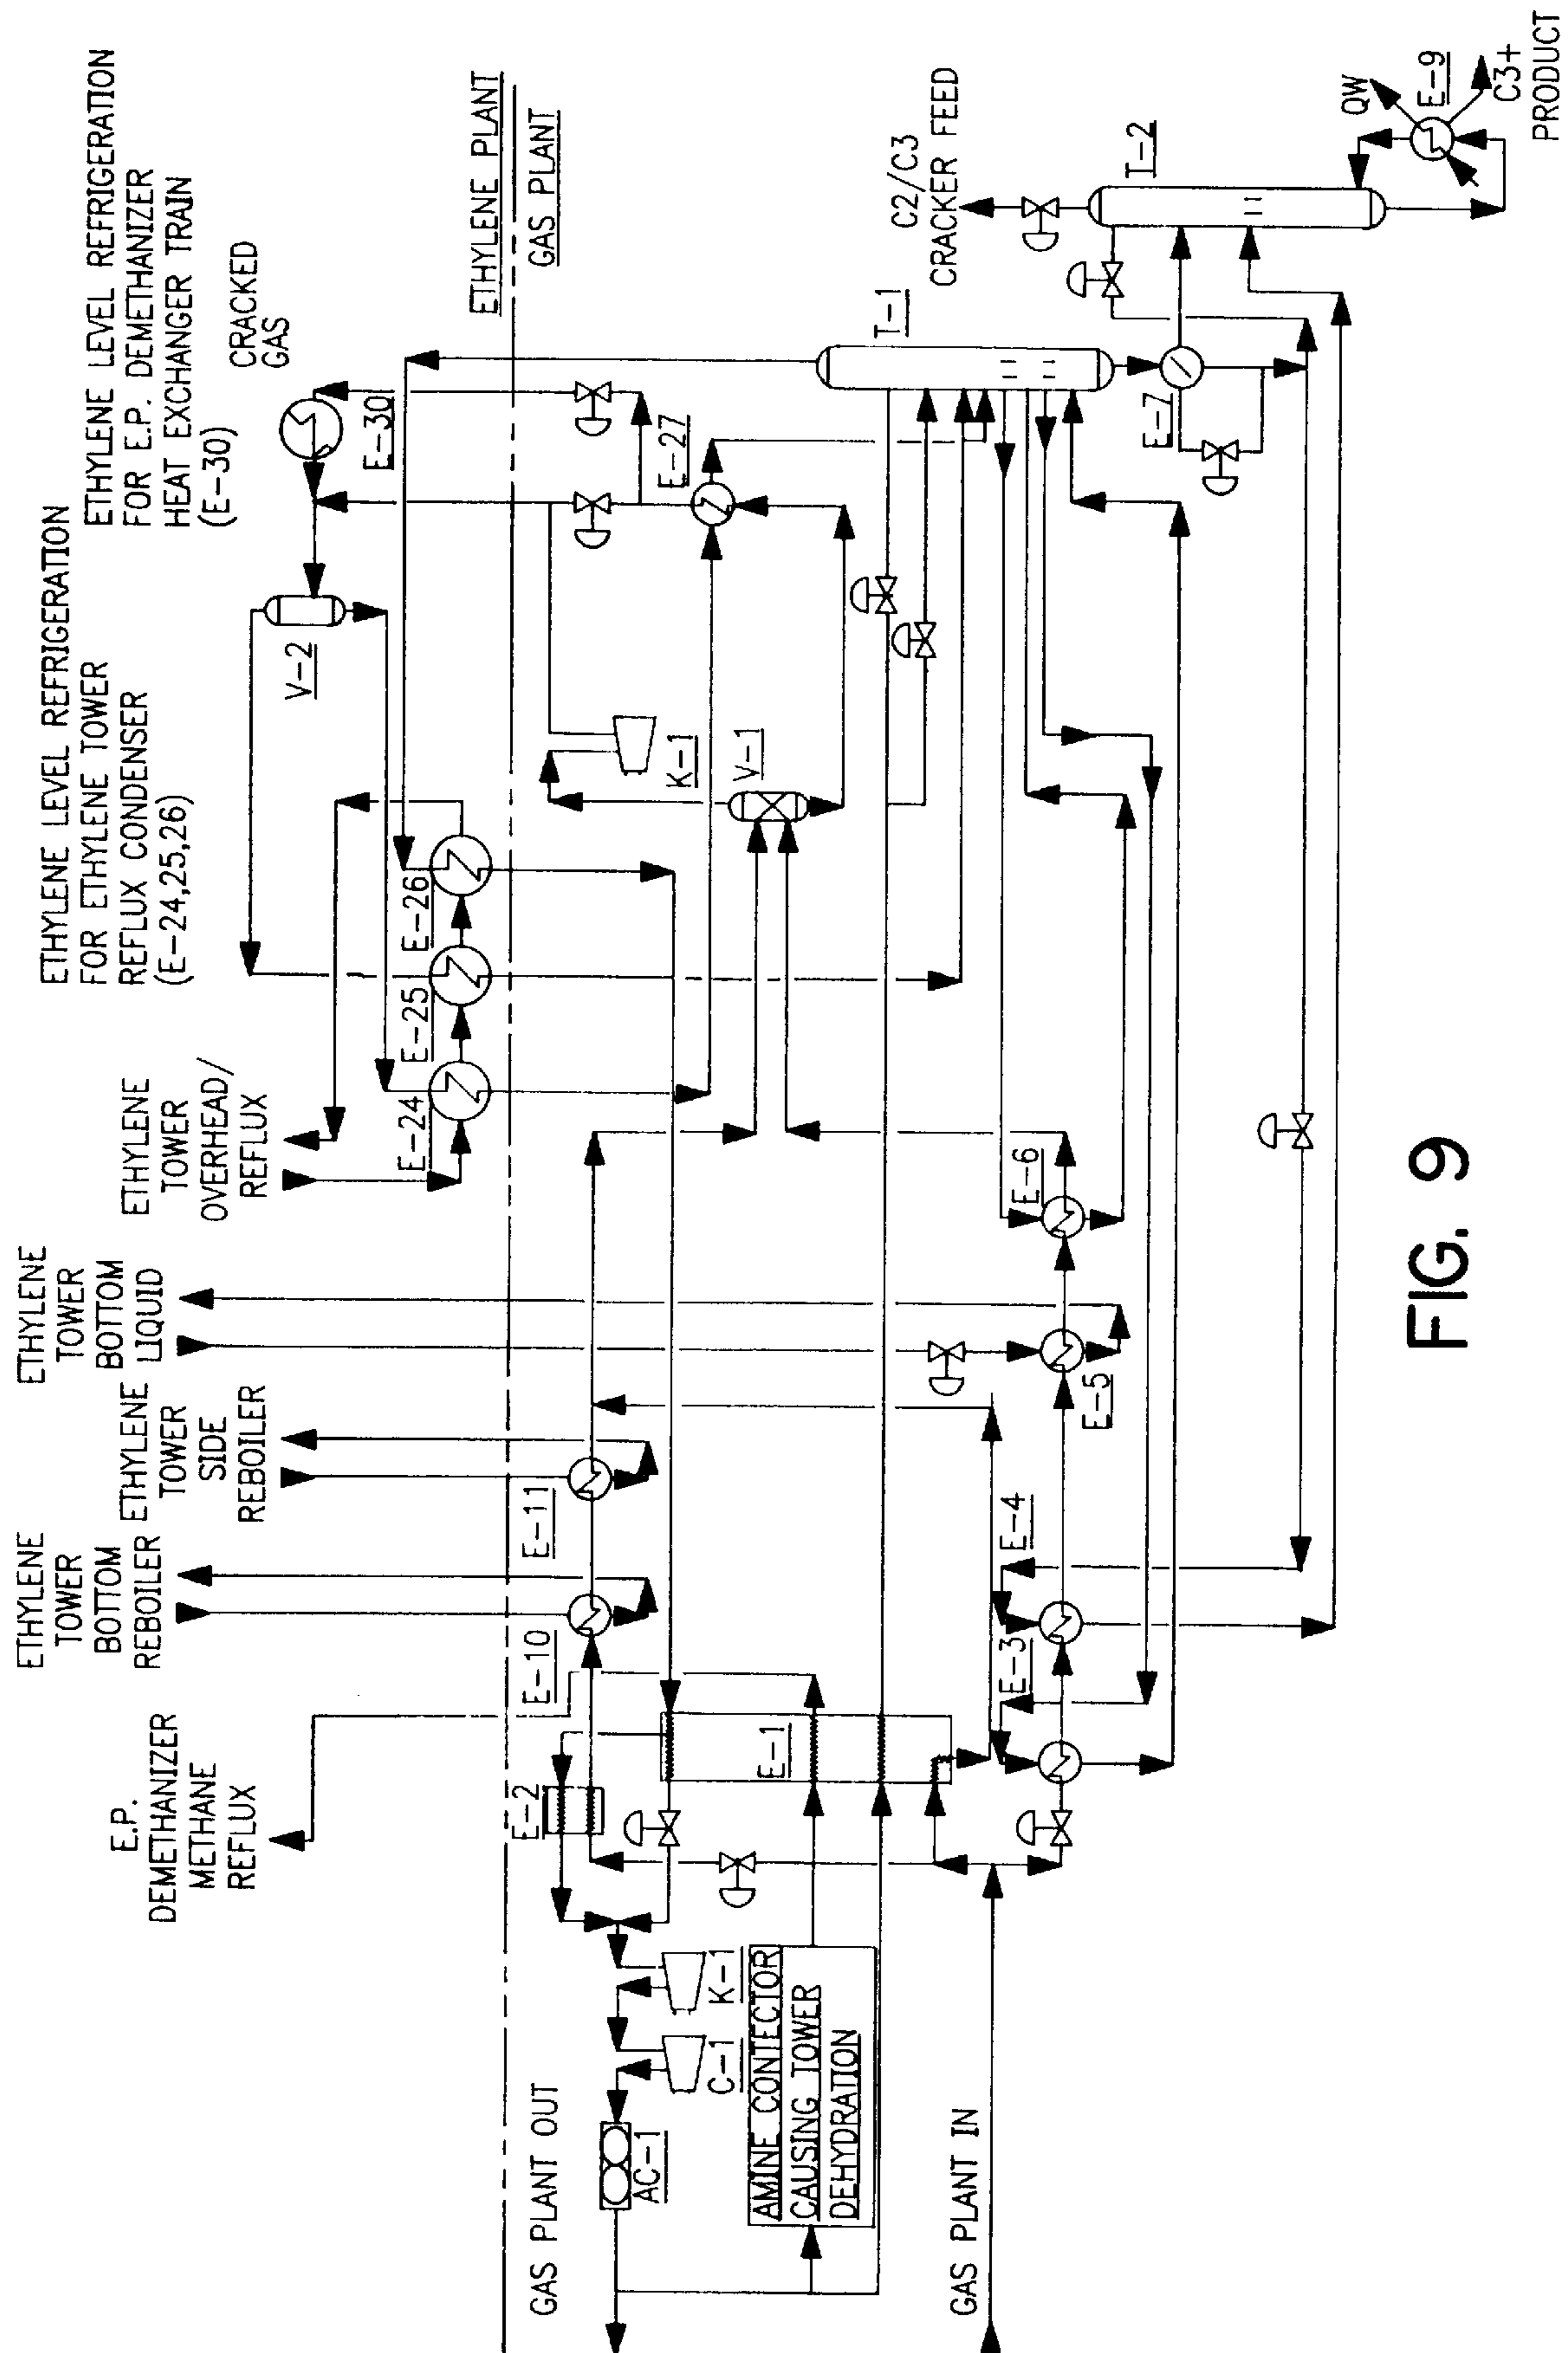 ETHYLENE LEVEL REFRIGERATION
FOR E.P. DEMETHANIZER
HEAT EXCHANGER TRAIN
(E-30)
ETHYLENE LEVEL REFRIGERATION
FOR ETHYLENE TOWER
REFLUX CONDENSER
(E-24,25,26)
CRACKED
GAS
ETHYLENE
TOWER
OVERHEAD/
REFLUX
ETHYLENE
TOWER
BOTTOM
LIQUID
ETHYLENE
TOWER
SIDE
REBOILER
ETHYLENE
TOWER
BOTTOM
REBOILER
E.P.
DEMETHANIZER
METHANE
REFLUX
ETHYLENE PLANT
GAS PLANT
V-2
E-30
E-24
E-25
E-26
E-27
K-1
V-1
E-10
E-11
E-2
E-1
GAS PLANT OUT
AC-1
C-1
K-1
AMINE CONTECTOR
CAUSING TOWER
DEHYDRATION
GAS PLANT IN
E-3
E-4
E-5
E-6
E-7
T-1
C2/C3
CRACKER FEED
T-2
QW
E-9
C3+
PRODUCT
FIG. 9